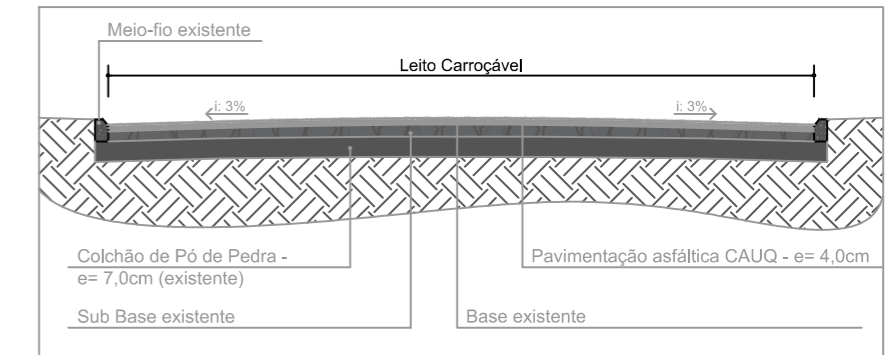 Meio-fio existente
Leito Carroçável
i: 3%
i: 3%
Colchão de Pó de Pedra -
e= 7,0cm (existente)
Pavimentação asfáltica CAUQ - e= 4,0cm
Sub Base existente
Base existente